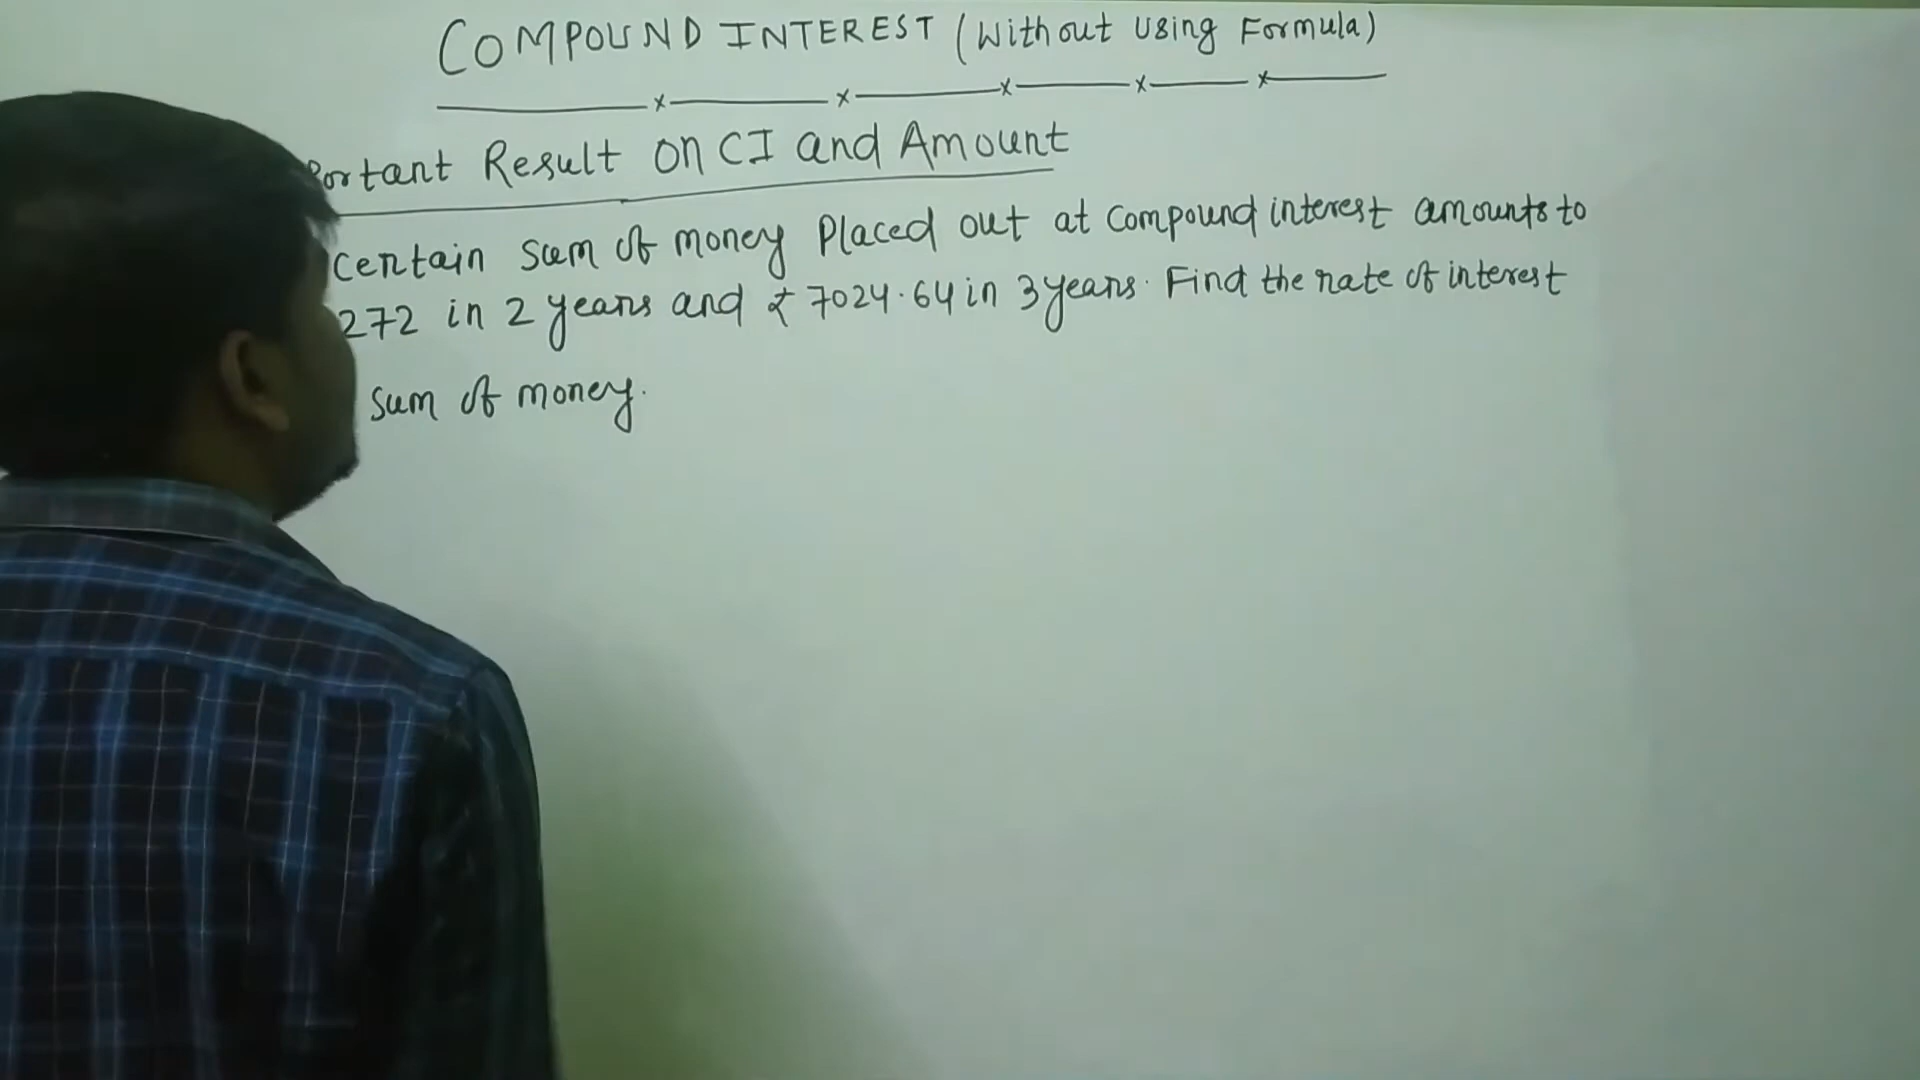 COMPOUND INTEREST (Without Using Formula)
Result on CI and Amount
certain sum of money Placed out at compound interest amounts to
272 in 2 years and ₹ 7024.64 in 3 years. Find the rate of interest
sum of money.